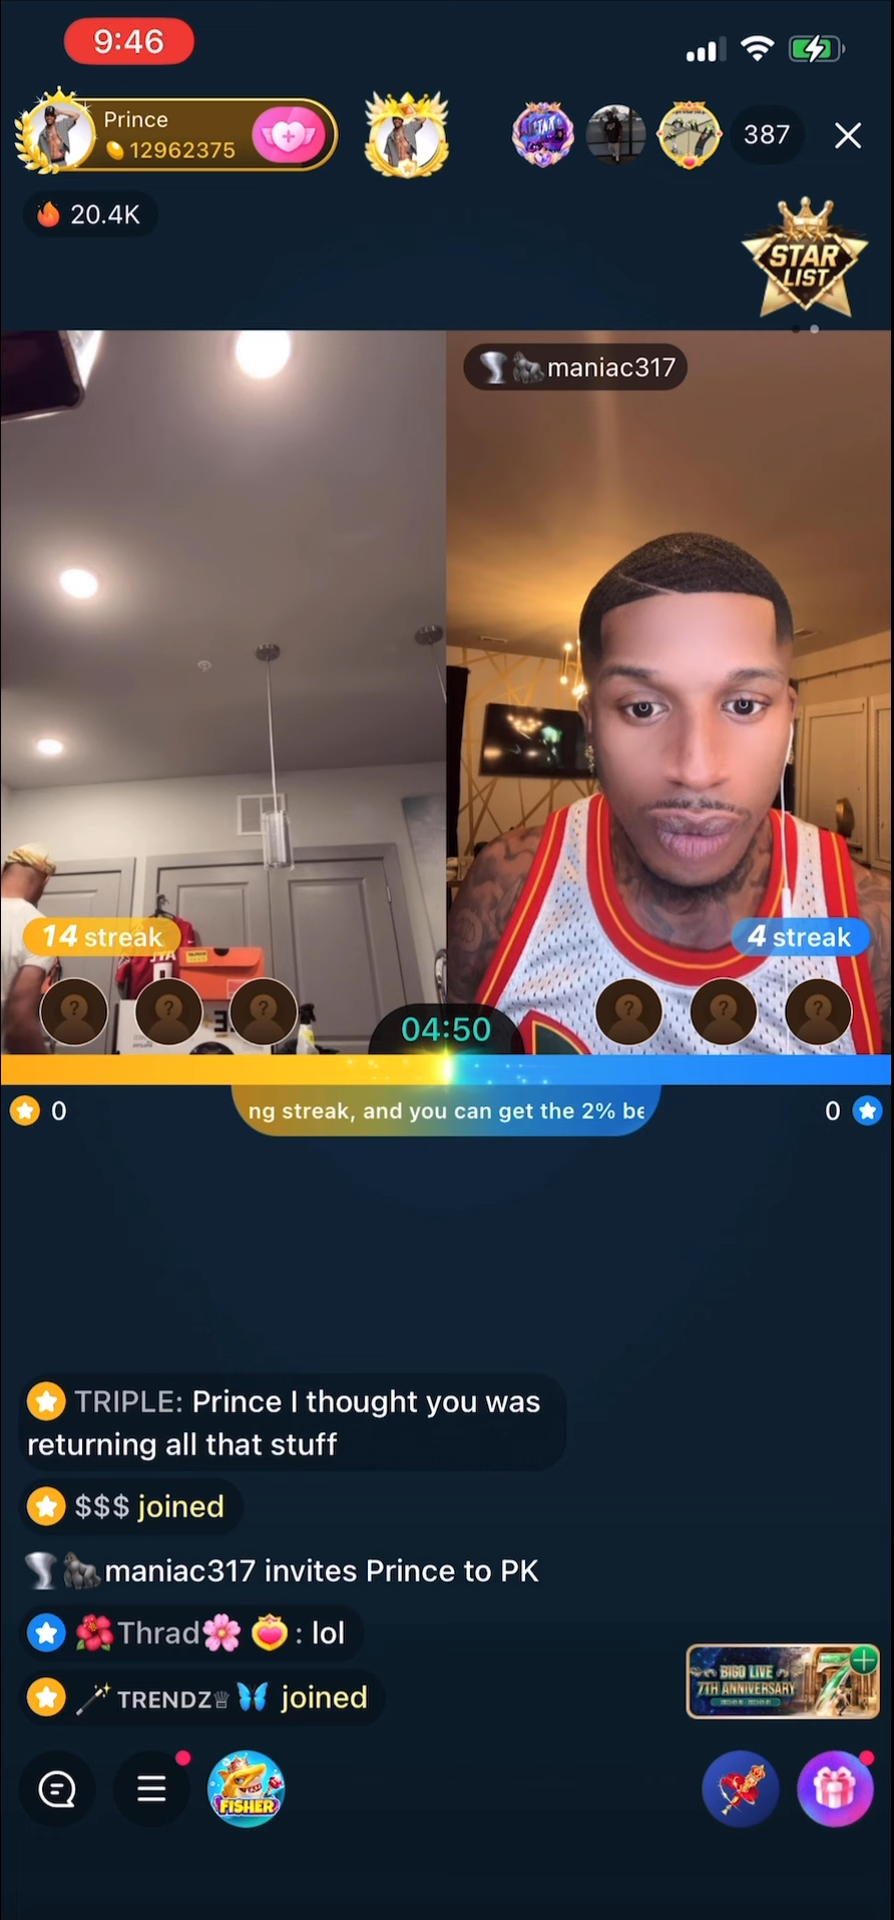 9:46
Prince
12962375
387
20.4K
STAR
LIST
maniac317
14 streak
4 streak
04:50
0
ng streak, and you can get the 2% be
0
TRIPLE: Prince I thought you was
returning all that stuff
$$$ joined
maniac317 invites Prince to PK
Thrad : lol
TRENDZ joined
BIGO LIVE
7TH ANNIVERSARY
7
FISHER